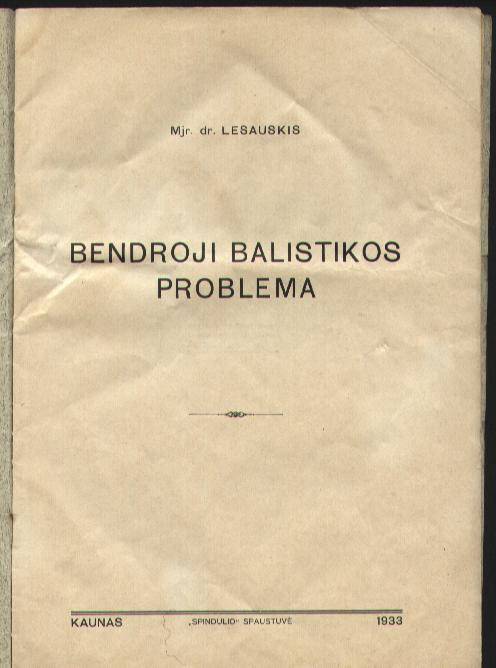 Mjr. dr. LESAUSKIS
BENDROJI BALISTIKOS
PROBLEMA
KAUNAS „SPINDULIO“ SPAUSTUVĖ 1933